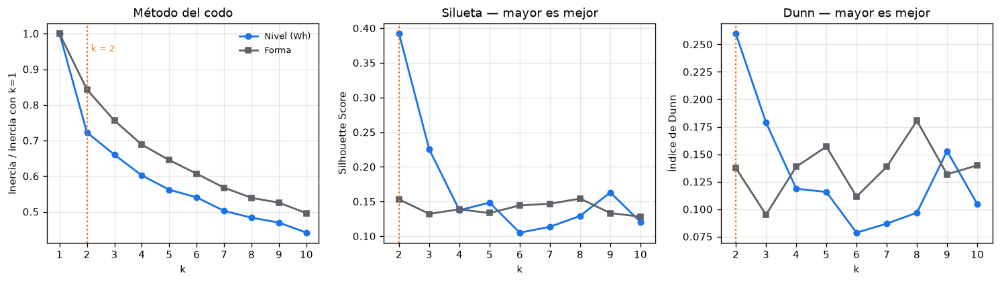 Método del codo
Inercia / inercia con k=1
1.0
0.9
0.8
0.7
0.6
0.5
k = 2
Nivel (Wh)
Forma
1 2 3 4 5 6 7 8 9 10
k
Silueta — mayor es mejor
Silhouette Score
0.40
0.35
0.30
0.25
0.20
0.15
0.10
2 3 4 5 6 7 8 9 10
k
Dunn — mayor es mejor
Índice de Dunn
0.250
0.225
0.200
0.175
0.150
0.125
0.100
0.075
2 3 4 5 6 7 8 9 10
k